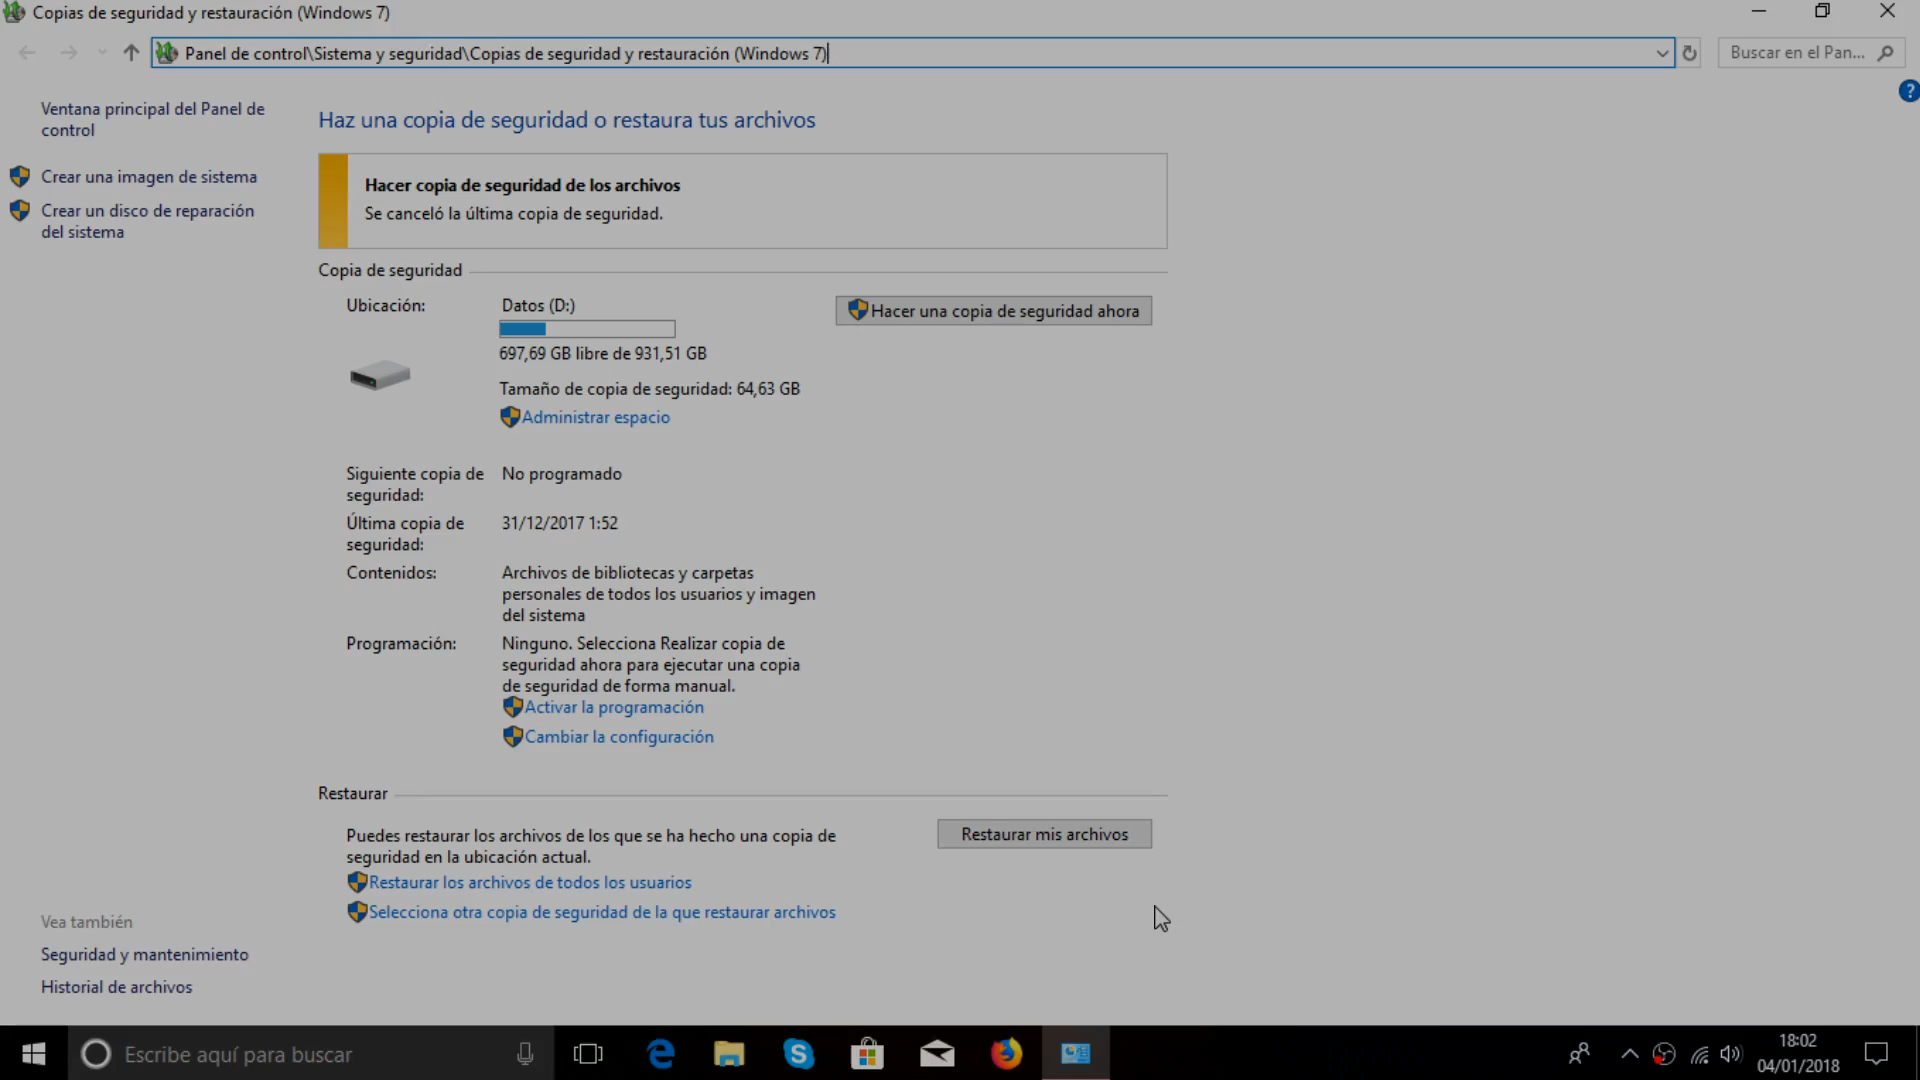 Copias de seguridad y restauración (Windows 7)
Panel de control\Sistema y seguridad\Copias de seguridad y restauración (Windows 7)
Buscar en el Pan...
?
Ventana principal del Panel de
control
Crear una imagen de sistema
Crear un disco de reparación
del sistema
Haz una copia de seguridad o restaura tus archivos
Hacer copia de seguridad de los archivos
Se canceló la última copia de seguridad.
Copia de seguridad
Ubicación:
Datos (D:)
Hacer una copia de seguridad ahora
697,69 GB libre de 931,51 GB
Tamaño de copia de seguridad: 64,63 GB
Administrar espacio
Siguiente copia de
seguridad:
No programado
Última copia de
seguridad:
31/12/2017 1:52
Contenidos:
Archivos de bibliotecas y carpetas
personales de todos los usuarios y imagen
del sistema
Programación:
Ninguno. Selecciona Realizar copia de
seguridad ahora para ejecutar una copia
de seguridad de forma manual.
Activar la programación
Cambiar la configuración
Restaurar
Puedes restaurar los archivos de los que se ha hecho una copia de
seguridad en la ubicación actual.
Restaurar mis archivos
Restaurar los archivos de todos los usuarios
Selecciona otra copia de seguridad de la que restaurar archivos
Vea también
Seguridad y mantenimiento
Historial de archivos
Escribe aquí para buscar
18:02
04/01/2018